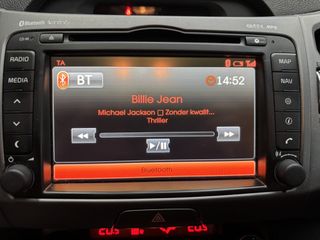 Bluetooth
RADIO
MEDIA
MAP
NAV
TA
BT
14:52
Billie Jean
Michael Jackson □ Zonder kwalit...
Thriller
Bluetooth